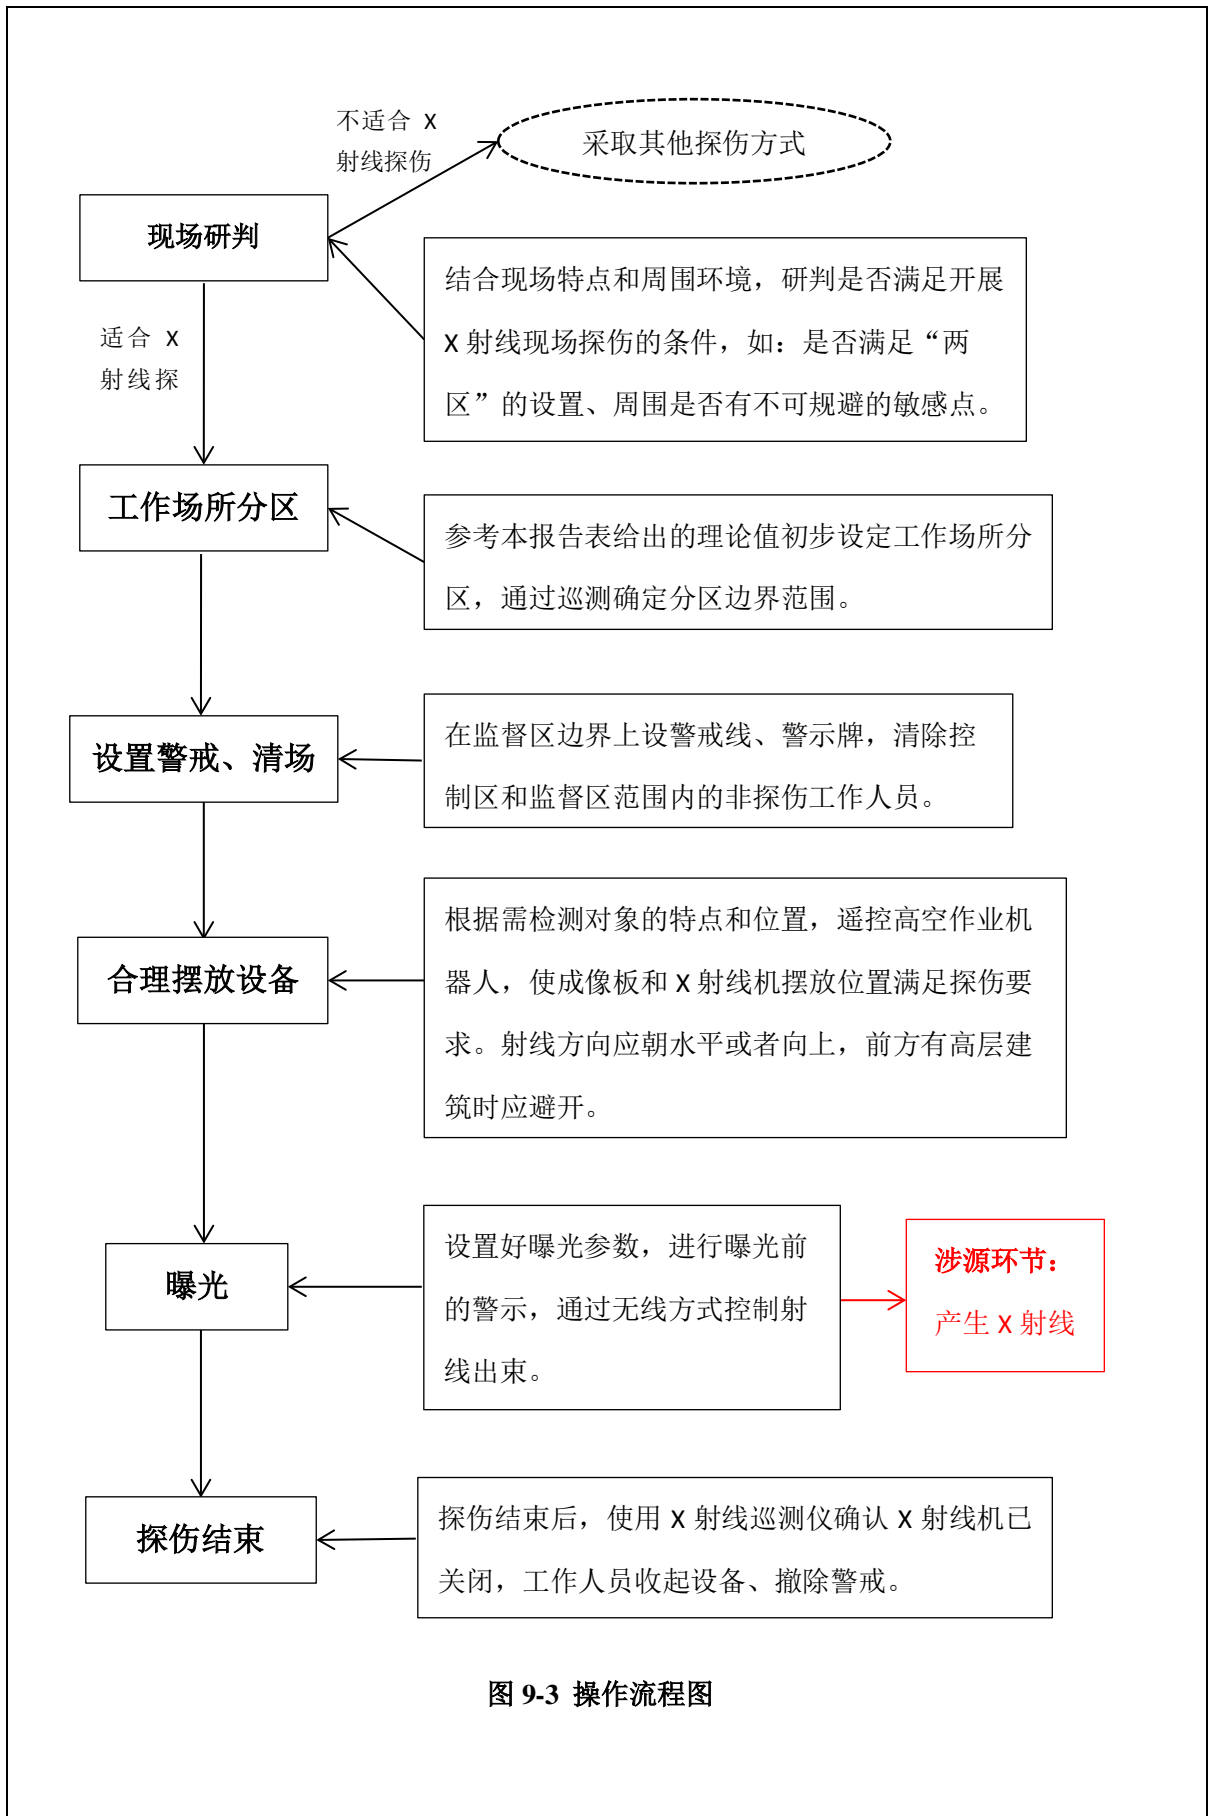 不适合 X
射线探伤
采取其他探伤方式
现场研判
结合现场特点和周围环境，研判是否满足开展
X 射线现场探伤的条件，如：是否满足“两
区”的设置、周围是否有不可规避的敏感点。
适合 X
射线探
工作场所分区
参考本报告表给出的理论值初步设定工作场所分
区，通过巡测确定分区边界范围。
设置警戒、清场
在监督区边界上设警戒线、警示牌，清除控
制区和监督区范围内的非探伤工作人员。
合理摆放设备
根据需检测对象的特点和位置，遥控高空作业机
器人，使成像板和 X 射线机摆放位置满足探伤要
求。射线方向应朝水平或者向上，前方有高层建
筑时应避开。
曝光
设置好曝光参数，进行曝光前
的警示，通过无线方式控制射
线出束。
涉源环节：
产生 X 射线
探伤结束
探伤结束后，使用 X 射线巡测仪确认 X 射线机已
关闭，工作人员收起设备、撤除警戒。
图 9-3 操作流程图